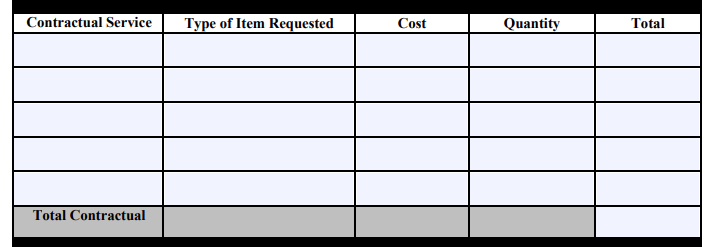 Contractual Service Type of Item Requested Cost Quantity Total
Total Contractual